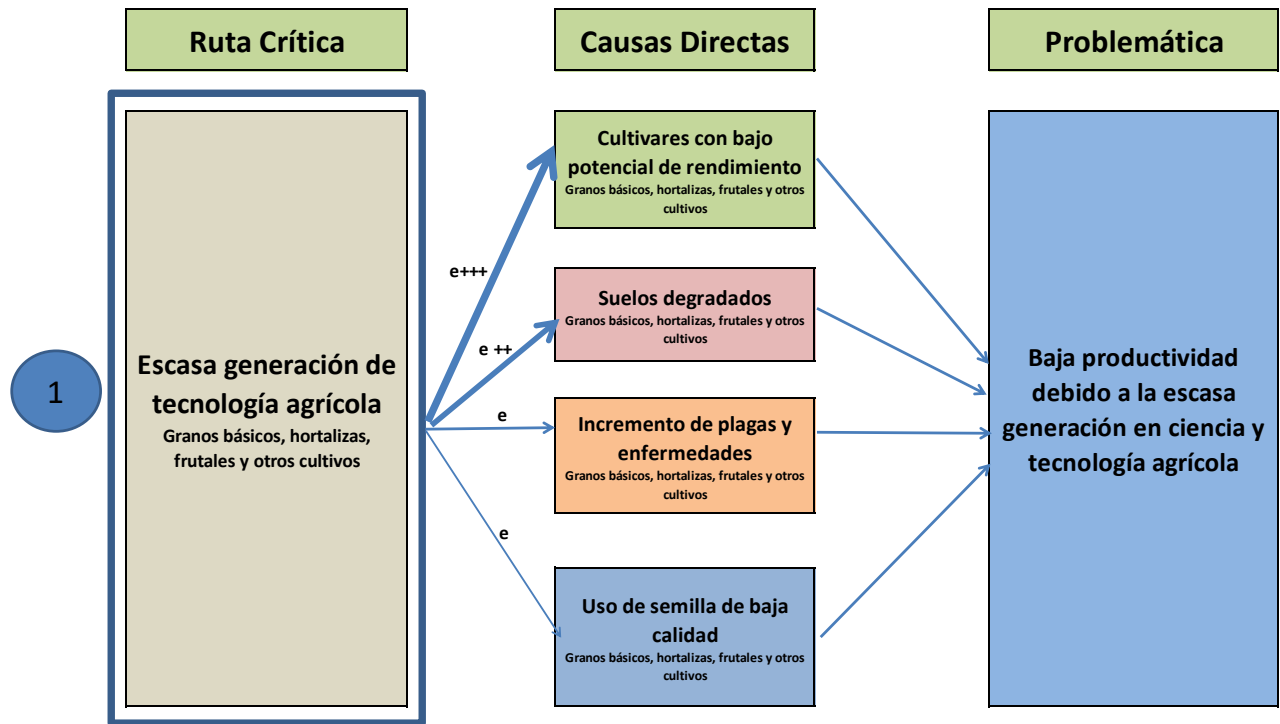 Ruta Crítica
Causas Directas
Problemática
1
Escasa generación de
tecnología agrícola
Granos básicos, hortalizas,
frutales y otros cultivos
e+++
e ++
e
e
Cultivares con bajo
potencial de rendimiento
Granos básicos, hortalizas, frutales y otros
cultivos
Suelos degradados
Granos básicos, hortalizas, frutales y otros
cultivos
Incremento de plagas y
enfermedades
Granos básicos, hortalizas, frutales y otros
cultivos
Uso de semilla de baja
calidad
Granos básicos, hortalizas, frutales y otros
cultivos
Baja productividad
debido a la escasa
generación en ciencia y
tecnología agrícola